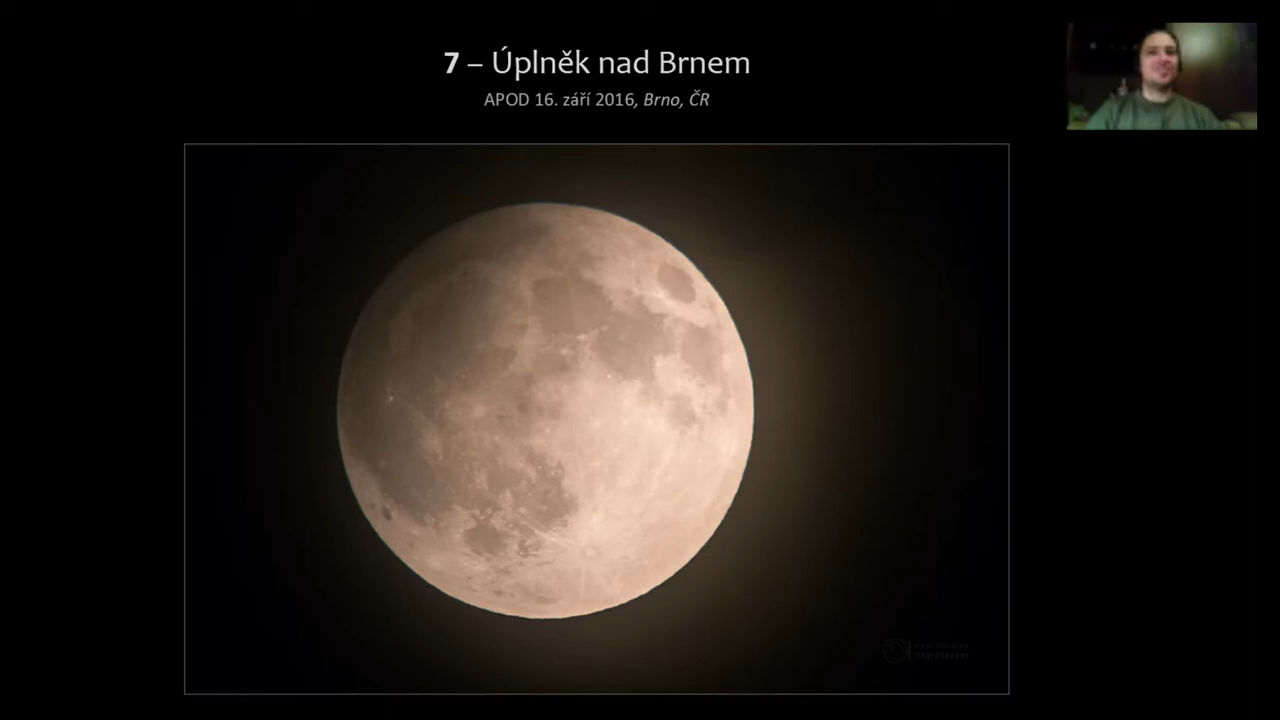 7 – Úplněk nad Brnem
APOD 16. září 2016, Brno, ČR